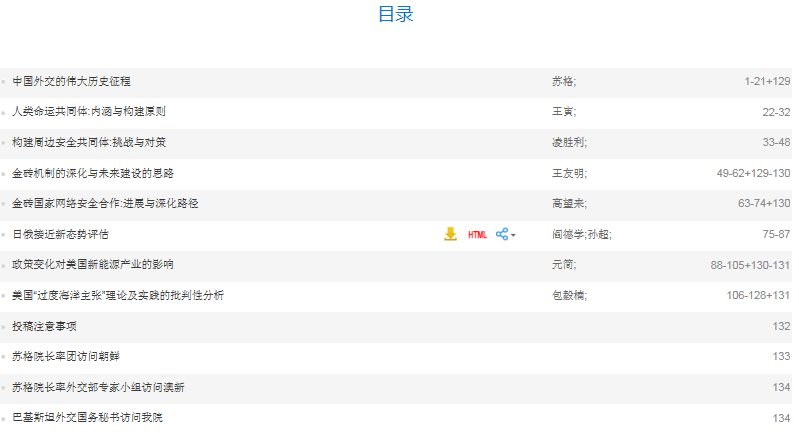 目录
中国外交的伟大历史征程 苏格; 1-21+129
人类命运共同体:内涵与构建原则 王寅; 22-32
构建周边安全共同体:挑战与对策 凌胜利; 33-48
金砖机制的深化与未来建设的思路 王友明; 49-62+129-130
金砖国家网络安全合作:进展与深化路径 高望来; 63-74+130
日俄接近新态势评估 HTML 阎德学;孙超; 75-87
政策变化对美国新能源产业的影响 元简; 88-105+130-131
美国“过度海洋主张”理论及实践的批判性分析 包毅楠; 106-128+131
投稿注意事项 132
苏格院长率团访问朝鲜 133
苏格院长率外交部专家小组访问澳新 134
巴基斯坦外交国务秘书访问我院 134